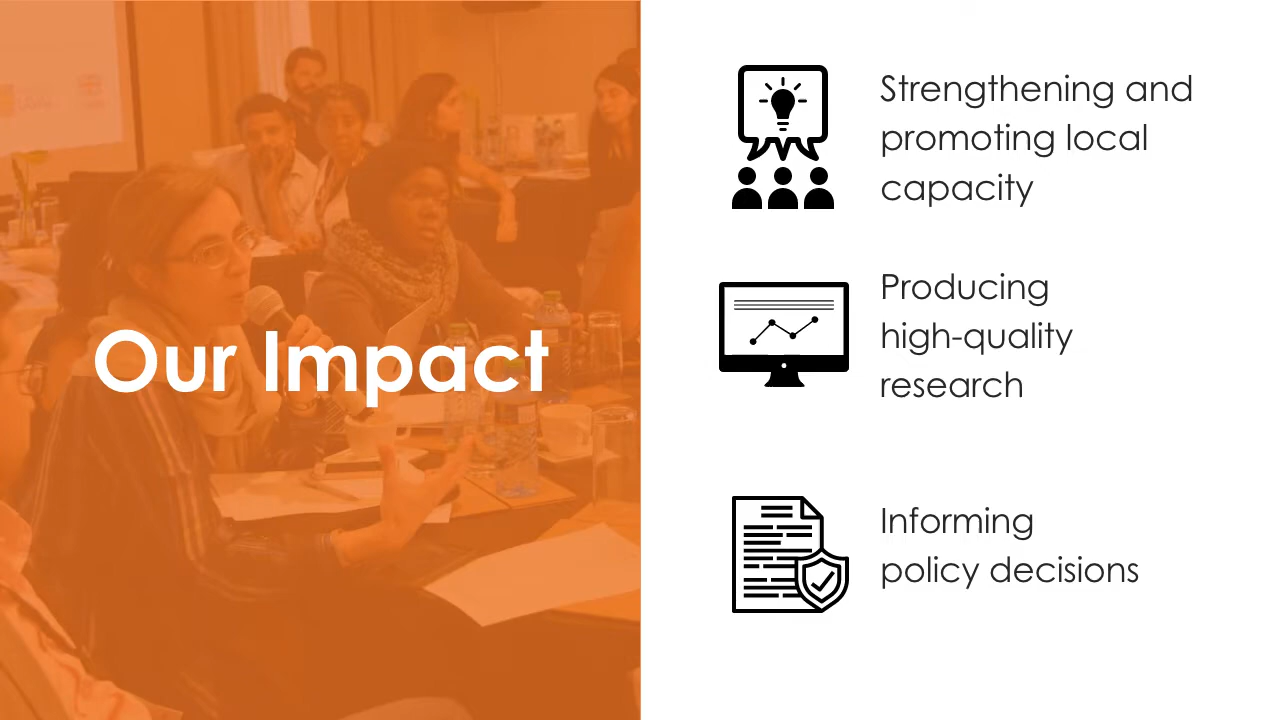 Our Impact
Strengthening and
promoting local
capacity
Producing
high-quality
research
Informing
policy decisions